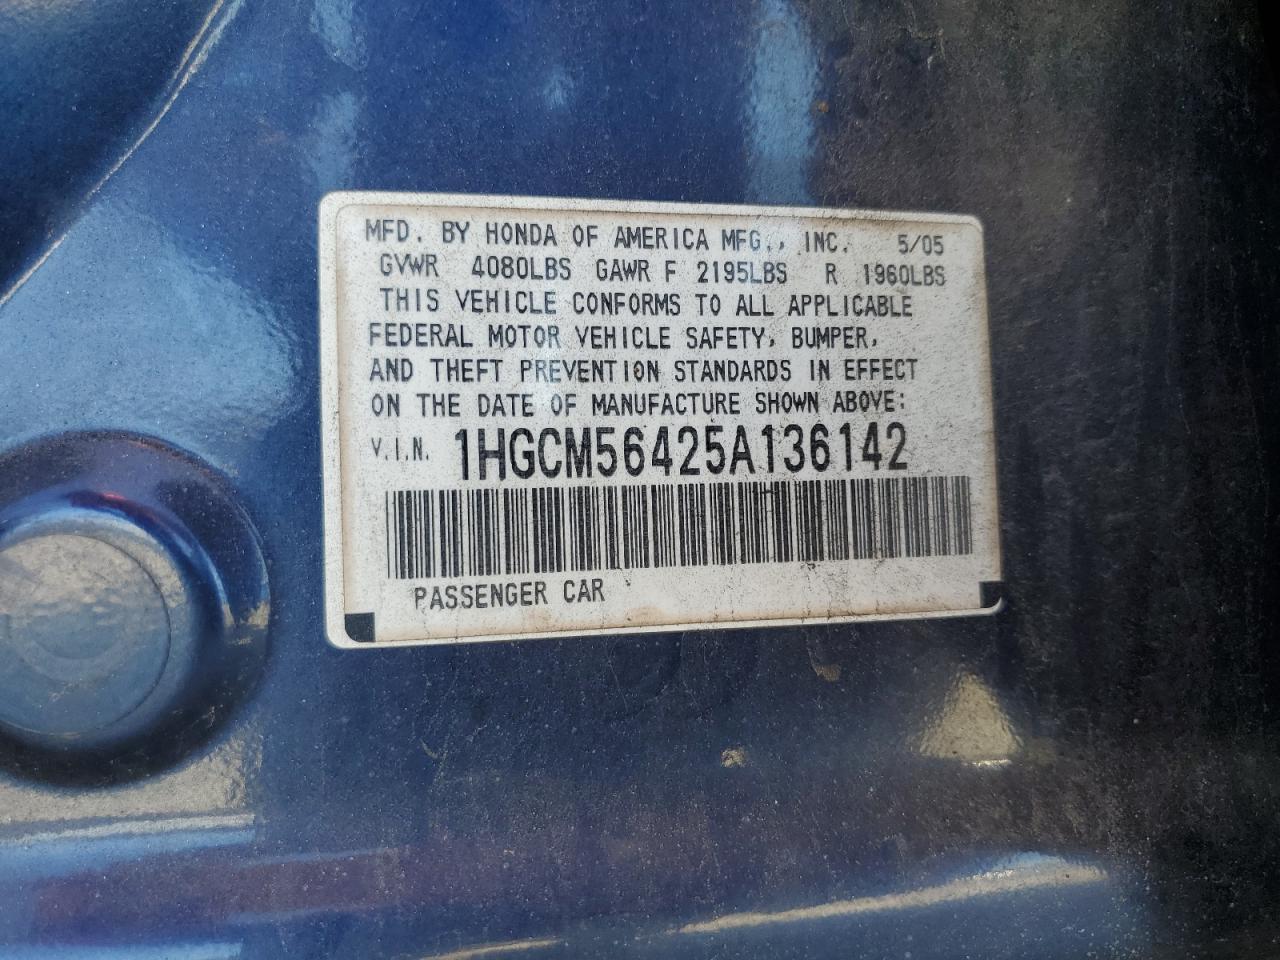 MFD. BY HONDA OF AMERICA MFG., INC. 5/05
GVWR 4080LBS GAWR F 2195LBS R 1960LBS
THIS VEHICLE CONFORMS TO ALL APPLICABLE
FEDERAL MOTOR VEHICLE SAFETY, BUMPER,
AND THEFT PREVENTION STANDARDS IN EFFECT
ON THE DATE OF MANUFACTURE SHOWN ABOVE:
V.I.N. 1HGCM56425A136142
PASSENGER CAR